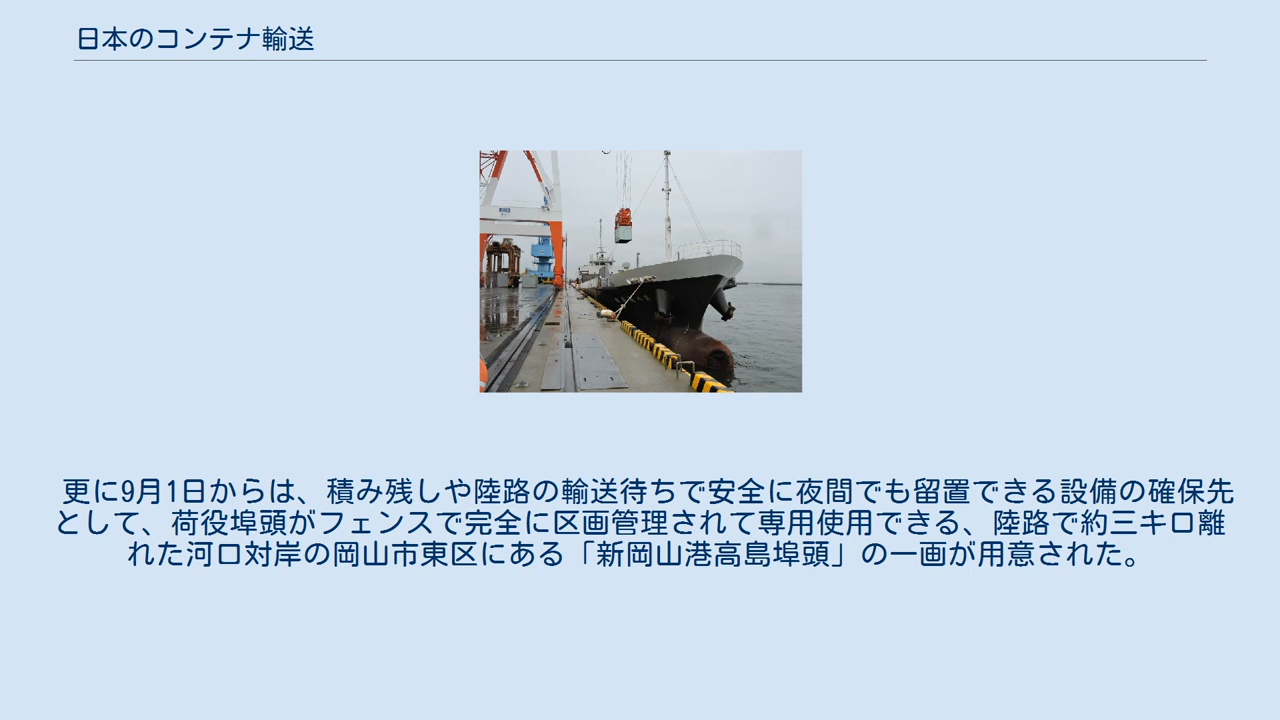 日本のコンテナ輸送
更に9月1日からは、積み残しや陸路の輸送待ちで安全に夜間でも留置できる設備の確保先
として、荷役埠頭がフェンスで完全に区画管理されて専用使用できる、陸路で約三キロ離
れた河口対岸の岡山市東区にある「新岡山港高島埠頭」の一画が用意された。